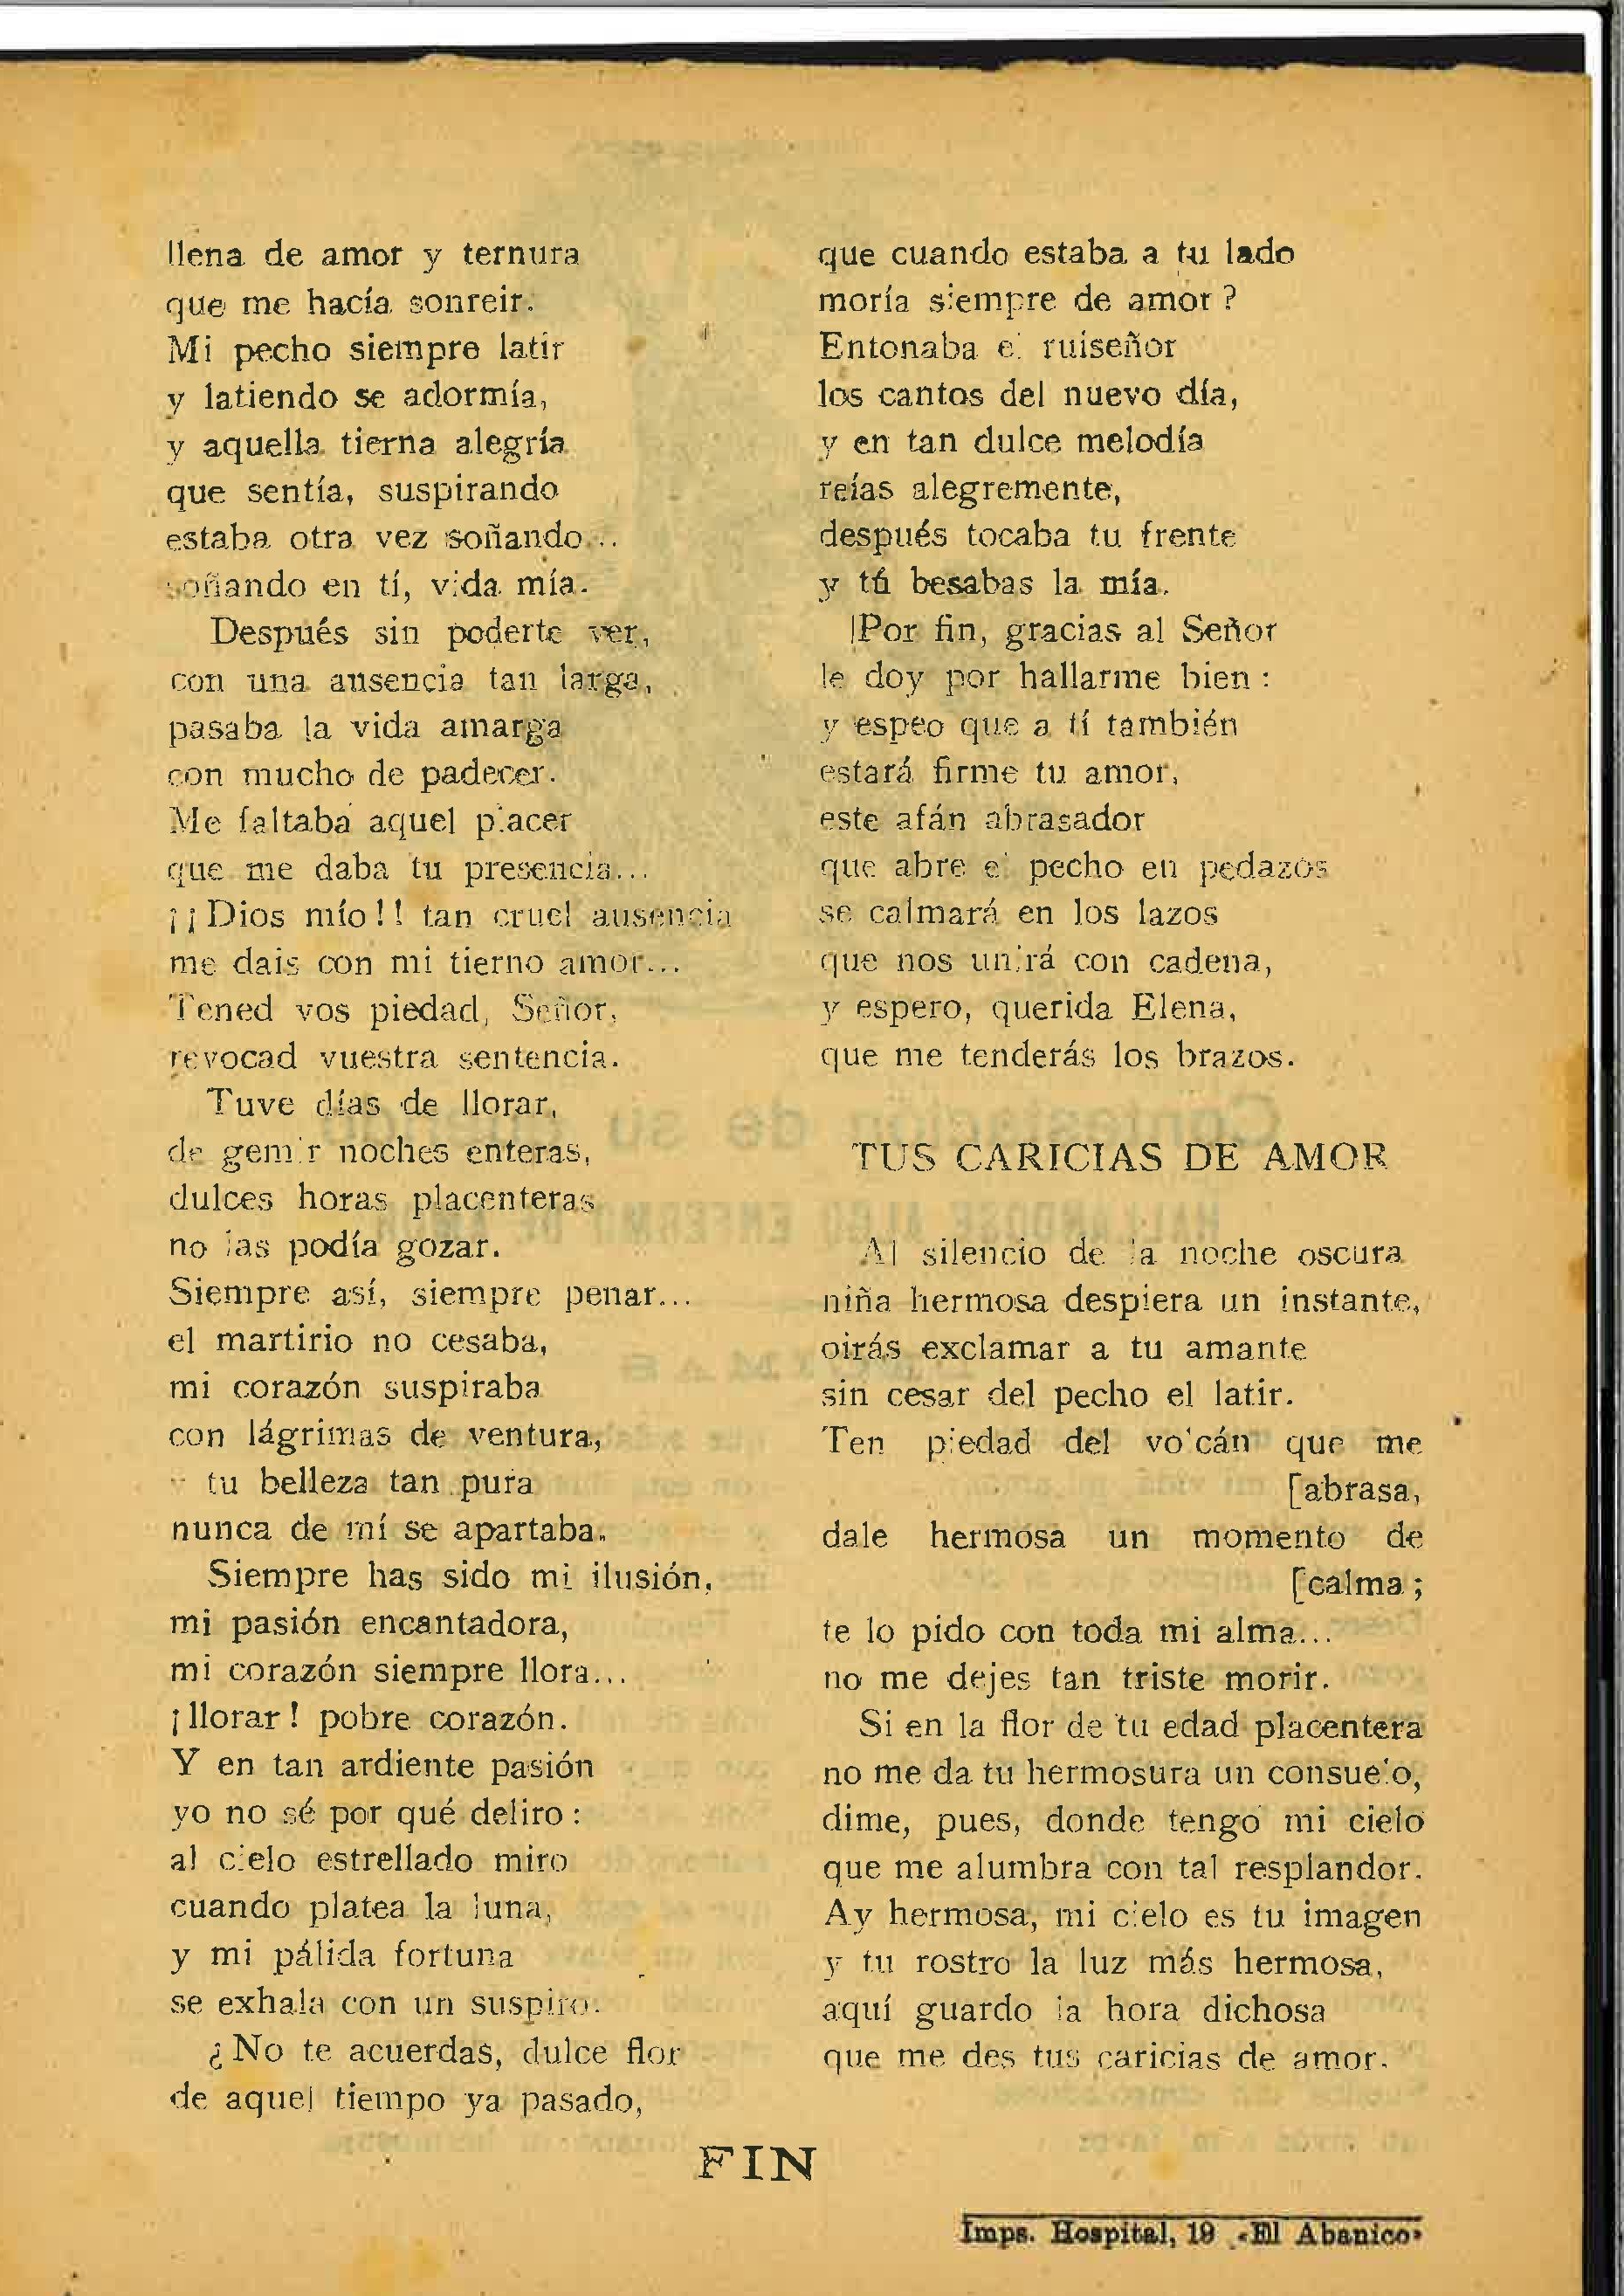 llena de amor y ternura
que me hacía sonreir.
Mi pecho siempre latir
y latiendo se adormía,
y aquella tierna alegría
que sentía, suspirando
estaba otra vez soñando...
soñando en tí, vida mía.
Después sin poderte ver,
con una ausencia tan larga,
pasaba la vida amarga
con mucho de padecer.
Me faltaba aquel placer
que me daba tu presencia...
¡¡Dios mío!! tan cruel ausencia
me dais con mi tierno amor...
Tened vos piedad, Señor,
revocad vuestra sentencia.
Tuve días de llorar,
de gemir noches enteras,
dulces horas placenteras
no las podía gozar.
Siempre así, siempre penar...
el martirio no cesaba,
mi corazón suspiraba
con lágrimas de ventura,
y tu belleza tan pura
nunca de mí se apartaba.
Siempre has sido mi ilusión,
mi pasión encantadora,
mi corazón siempre llora...
¡llorar! pobre corazón.
Y en tan ardiente pasión
yo no sé por qué deliro:
al cielo estrellado miro
cuando platea la luna,
y mi pálida fortuna
se exhala con un suspiro.
¿No te acuerdas, dulce flor
de aquel tiempo ya pasado,
que cuando estaba a tu lado
moría siempre de amor?
Entonaba el ruiseñor
los cantos del nuevo día,
y en tan dulce melodía
reías alegremente,
después tocaba tu frente
y tú besabas la mía.
¡Por fin, gracias al Señor
le doy por hallarme bien:
y espeo que a tí también
estará firme tu amor,
este afán abrasador
que abre el pecho en pedazos
se calmará en los lazos
que nos unirá con cadena,
y espero, querida Elena,
que me tenderás los brazos.
TUS CARICIAS DE AMOR
Al silencio de la noche oscura
niña hermosa despiera un instante,
oirás exclamar a tu amante
sin cesar del pecho el latir.
Ten piedad del volcán que me
[abrasa,
dale hermosa un momento de
[calma;
te lo pido con toda mi alma...
no me dejes tan triste morir.
Si en la flor de tu edad placentera
no me da tu hermosura un consuelo,
dime, pues, donde tengo mi cielo
que me alumbra con tal resplandor.
Ay hermosa, mi cielo es tu imagen
y tu rostro la luz más hermosa,
aquí guardo la hora dichosa
que me des tus caricias de amor.
FIN
Imps. Hospital, 19 «El Abanico»